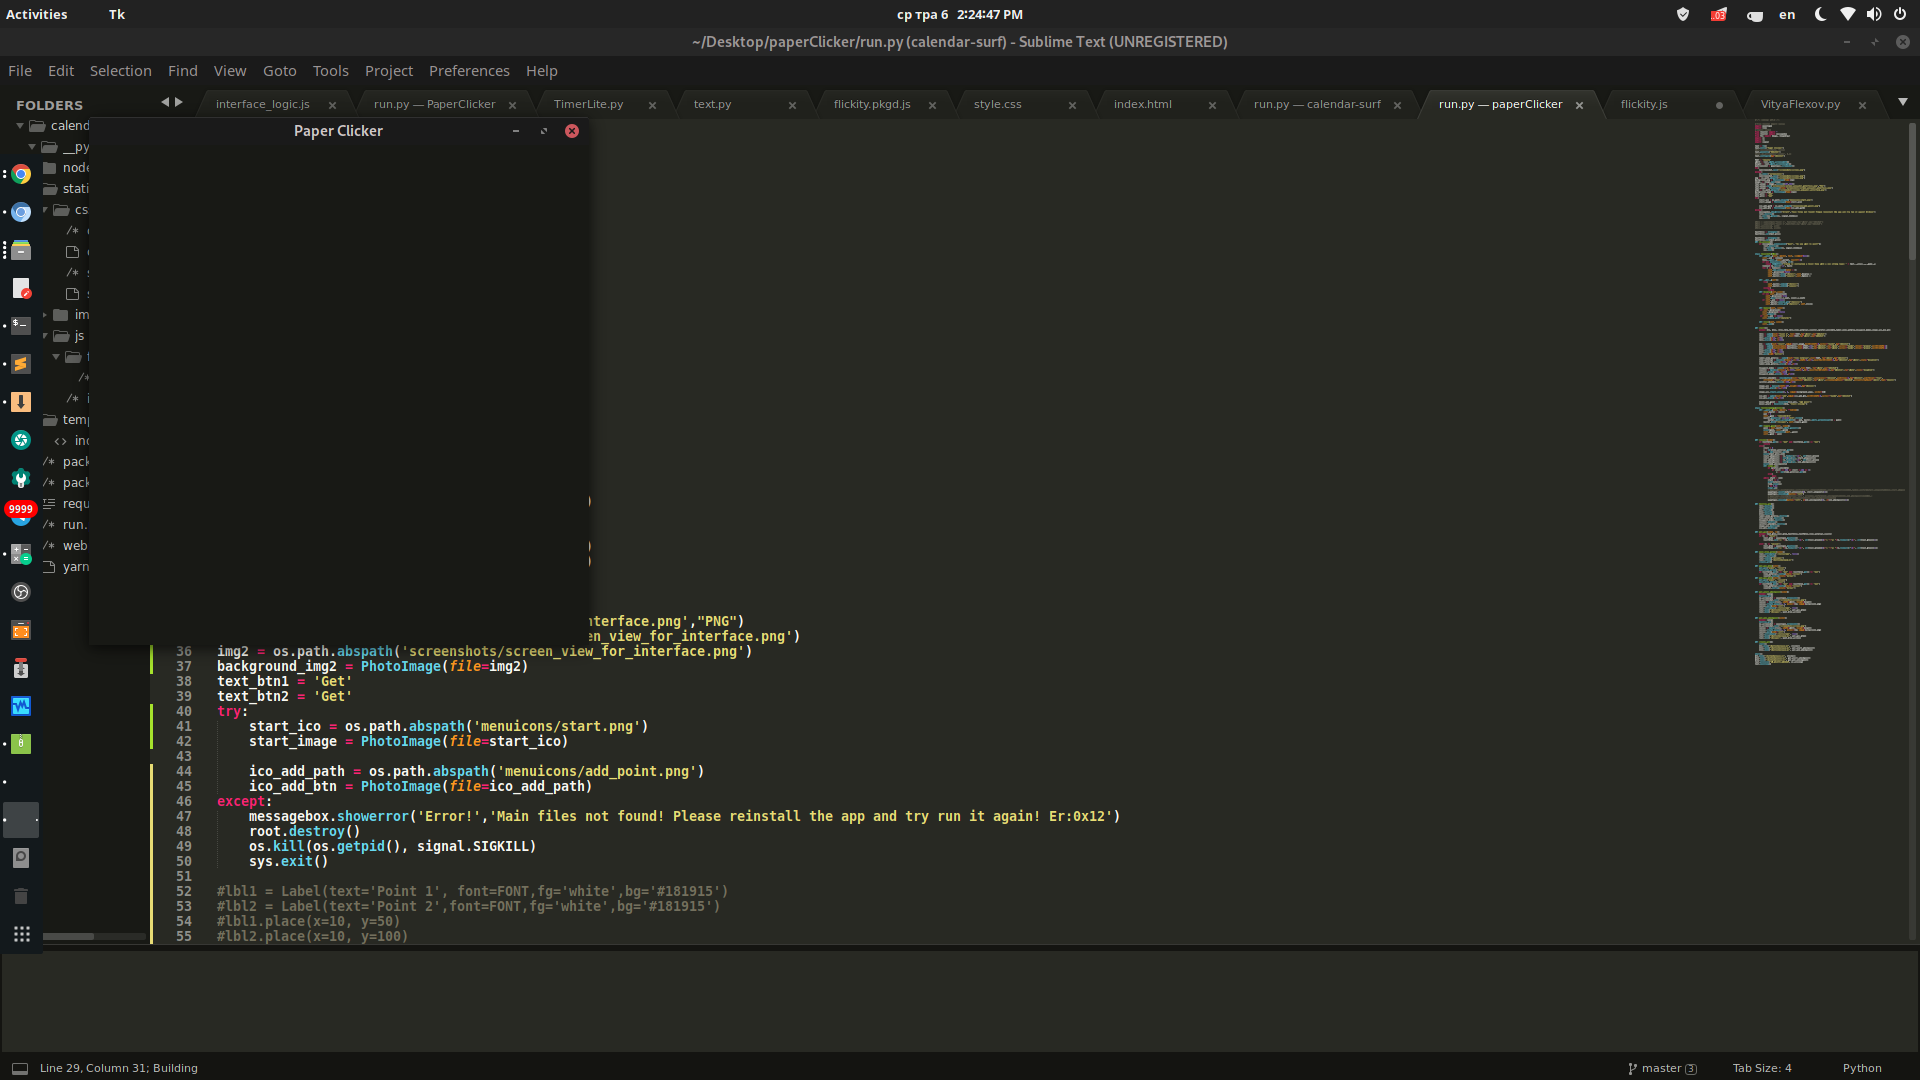 Activities
Tk
ср тра 6 2:24:47 PM
.03
en
~/Desktop/paperClicker/run.py (calendar-surf) - Sublime Text (UNREGISTERED)
File Edit Selection Find View Goto Tools Project Preferences Help
FOLDERS
interface_logic.js
run.py — PaperClicker
TimerLite.py
text.py
flickity.pkgd.js
style.css
index.html
run.py — calendar-surf
run.py — paperClicker
flickity.js
VityaFlexov.py
calend
__py
node
stati
css
im
js
temp
ind
pack
pack
requ
run.
web
yarn
9999
Paper Clicker
)
)
)
nterface.png',"PNG")
en_view_for_interface.png')
36 img2 = os.path.abspath('screenshots/screen_view_for_interface.png')
37 background_img2 = PhotoImage(file=img2)
38 text_btn1 = 'Get'
39 text_btn2 = 'Get'
40 try:
41 start_ico = os.path.abspath('menuicons/start.png')
42 start_image = PhotoImage(file=start_ico)
43
44 ico_add_path = os.path.abspath('menuicons/add_point.png')
45 ico_add_btn = PhotoImage(file=ico_add_path)
46 except:
47 messagebox.showerror('Error!','Main files not found! Please reinstall the app and try run it again! Er:0x12')
48 root.destroy()
49 os.kill(os.getpid(), signal.SIGKILL)
50 sys.exit()
51
52 #lbl1 = Label(text='Point 1', font=FONT,fg='white',bg='#181915')
53 #lbl2 = Label(text='Point 2',font=FONT,fg='white',bg='#181915')
54 #lbl1.place(x=10, y=50)
55 #lbl2.place(x=10, y=100)
Line 29, Column 31; Building
master 3
Tab Size: 4
Python